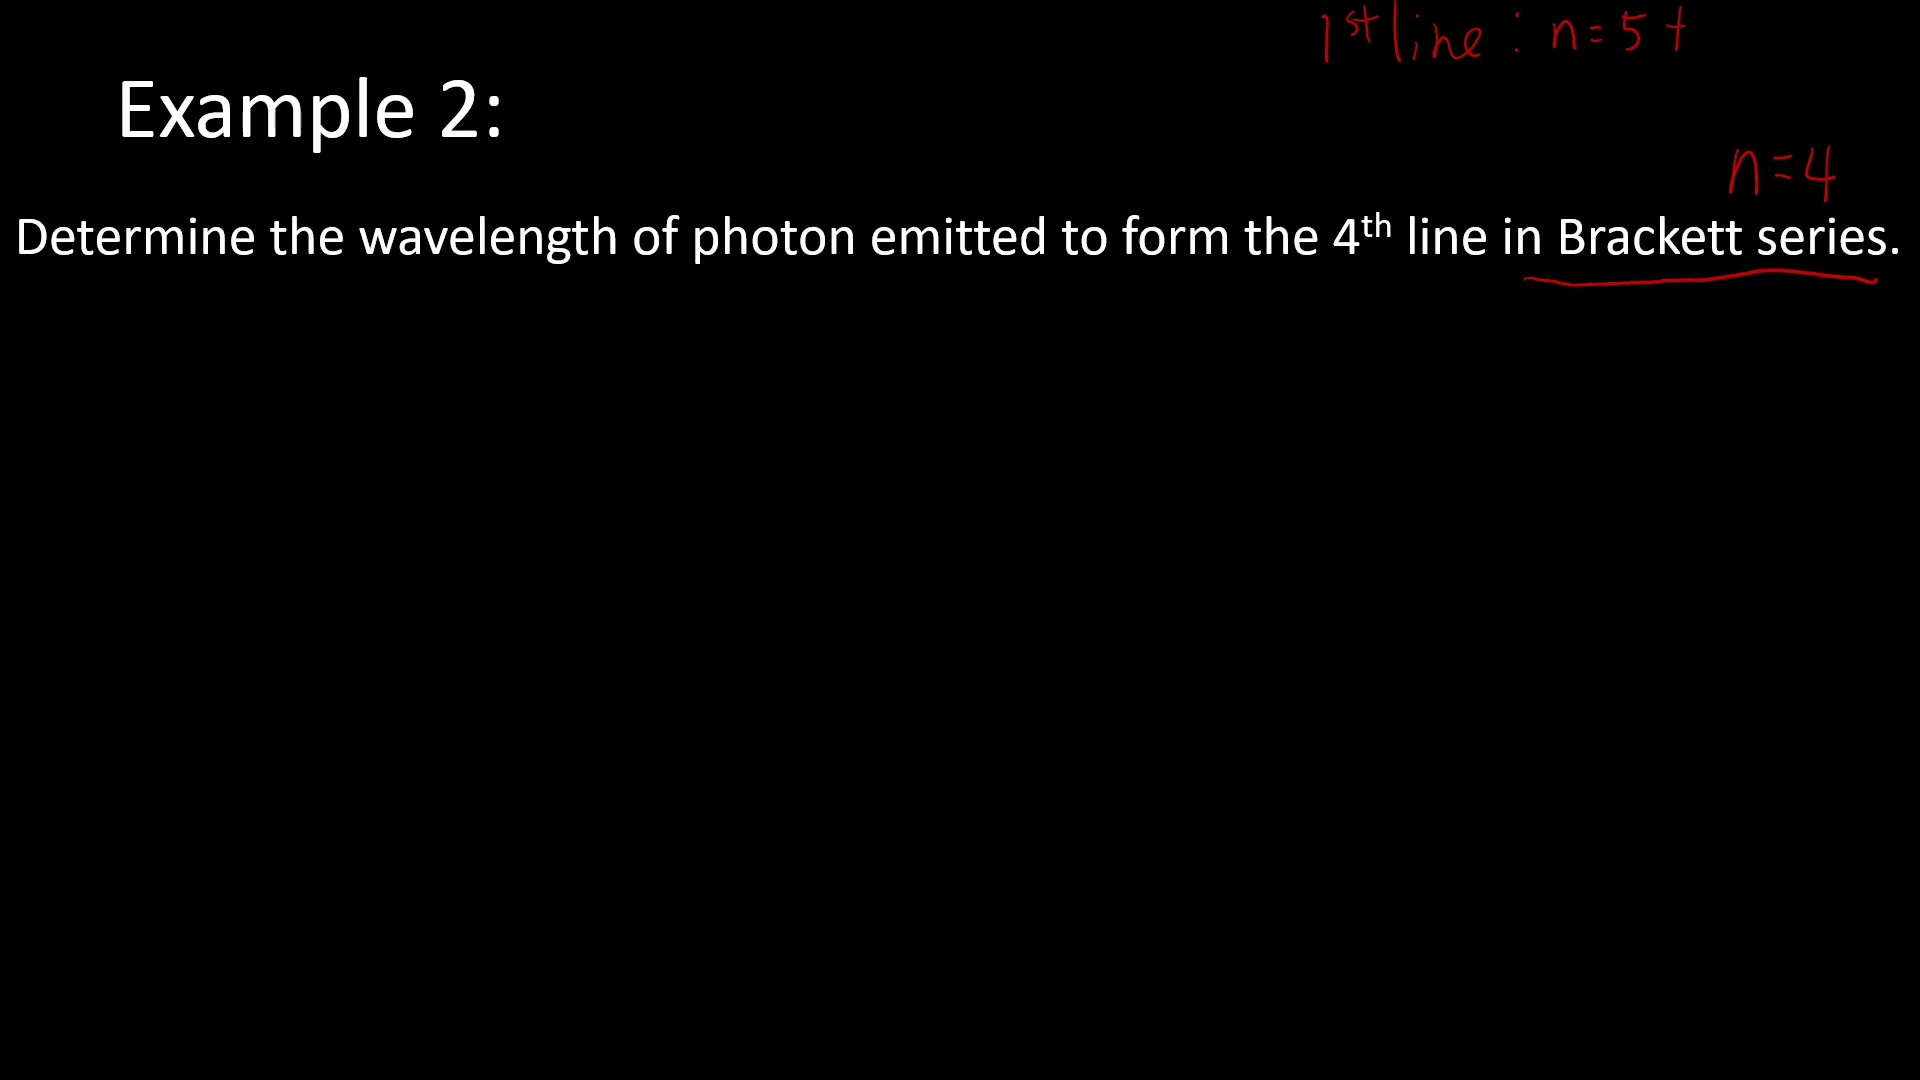 1st line : n=5 t
Example 2:
n=4
Determine the wavelength of photon emitted to form the 4th line in Brackett series.